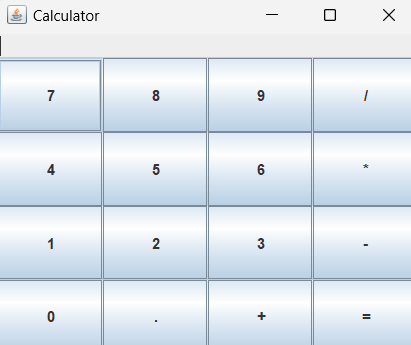 Calculator
7 8 9 /
4 5 6 *
1 2 3 -
0 . + =